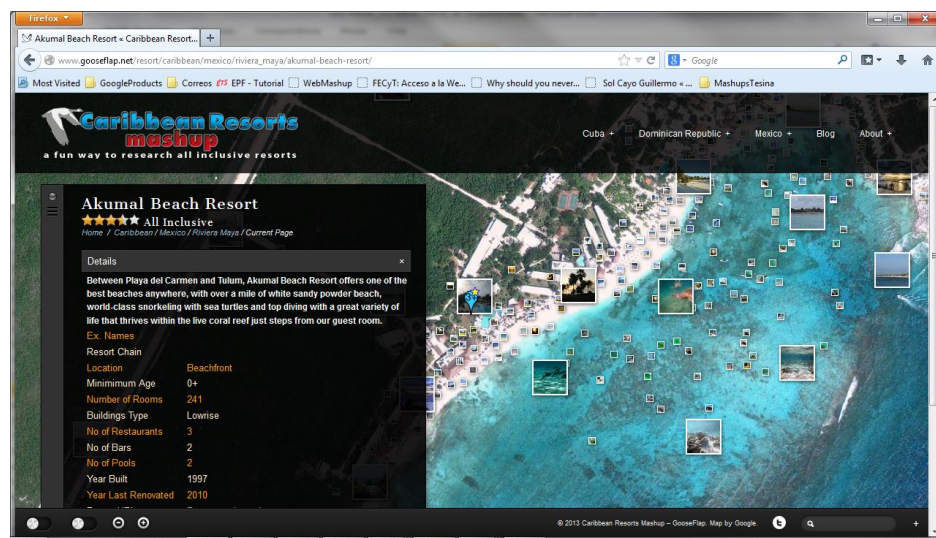 Firefox
Akumal Beach Resort « Caribbean Resort...
www.gooseflap.net/resort/caribbean/mexico/riviera_maya/akumal-beach-resort/
Google
Most Visited GoogleProducts Correos EPF - Tutorial WebMashup FECyT: Acceso a la We... Why should you never... Sol Cayo Guillermo « ... MashupsTesina
Caribbean Resorts
mashup
a fun way to research all inclusive resorts
Cuba + Dominican Republic + Mexico + Blog About +
Akumal Beach Resort
All Inclusive
Home / Caribbean / Mexico / Riviera Maya / Current Page
Details ×
Between Playa del Carmen and Tulum, Akumal Beach Resort offers one of the
best beaches anywhere, with over a mile of white sandy powder beach,
world-class snorkeling with sea turtles and top diving with a great variety of
life that thrives within the live coral reef just steps from our guest room.
Ex. Names
Resort Chain
Location Beachfront
Minimimum Age 0+
Number of Rooms 241
Buildings Type Lowrise
No of Restaurants 3
No of Bars 2
No of Pools 2
Year Built 1997
Year Last Renovated 2010
© 2013 Caribbean Resorts Mashup – GooseFlap. Map by Google.